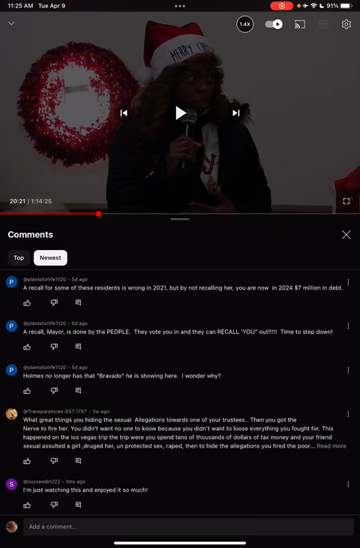 11:25 AM Tue Apr 9
91%
1.4X
MERRY
20:21 / 1:14:25
Comments
Top
Newest
P
@plantsforlife1120 • 5d ago
A recall for some of these residents is wrong in 2021, but by not recalling her, you are now in 2024 $7 million in debt.
P
@plantsforlife1120 • 5d ago
A recall, Mayor, is done by the PEOPLE. They vote you in and they can RECALL "YOU" out!!!!! Time to step down!
P
@plantsforlife1120 • 5d ago
Holmes no longer has that "Bravado" he is showing here. I wonder why?
@Transparencies-EST.1787 • 3w ago
What great things you hiding the sexual Allegations towards one of your trustees.. Then you got the
Nerve to fire her. You didn't want no one to know because you didn't want to loose everything you fought for. This
happened on the los vegas trip the trip were you spend tens of thousands of dollars of tax money and your friend
sexual assulted a girl ,druged her, un protected sex, raped, then to hide the allegations you fired the poor... Read more
S
@succeedin222 • 1mo ago
I'm just watching this and enjoyed it so much!
Add a comment...